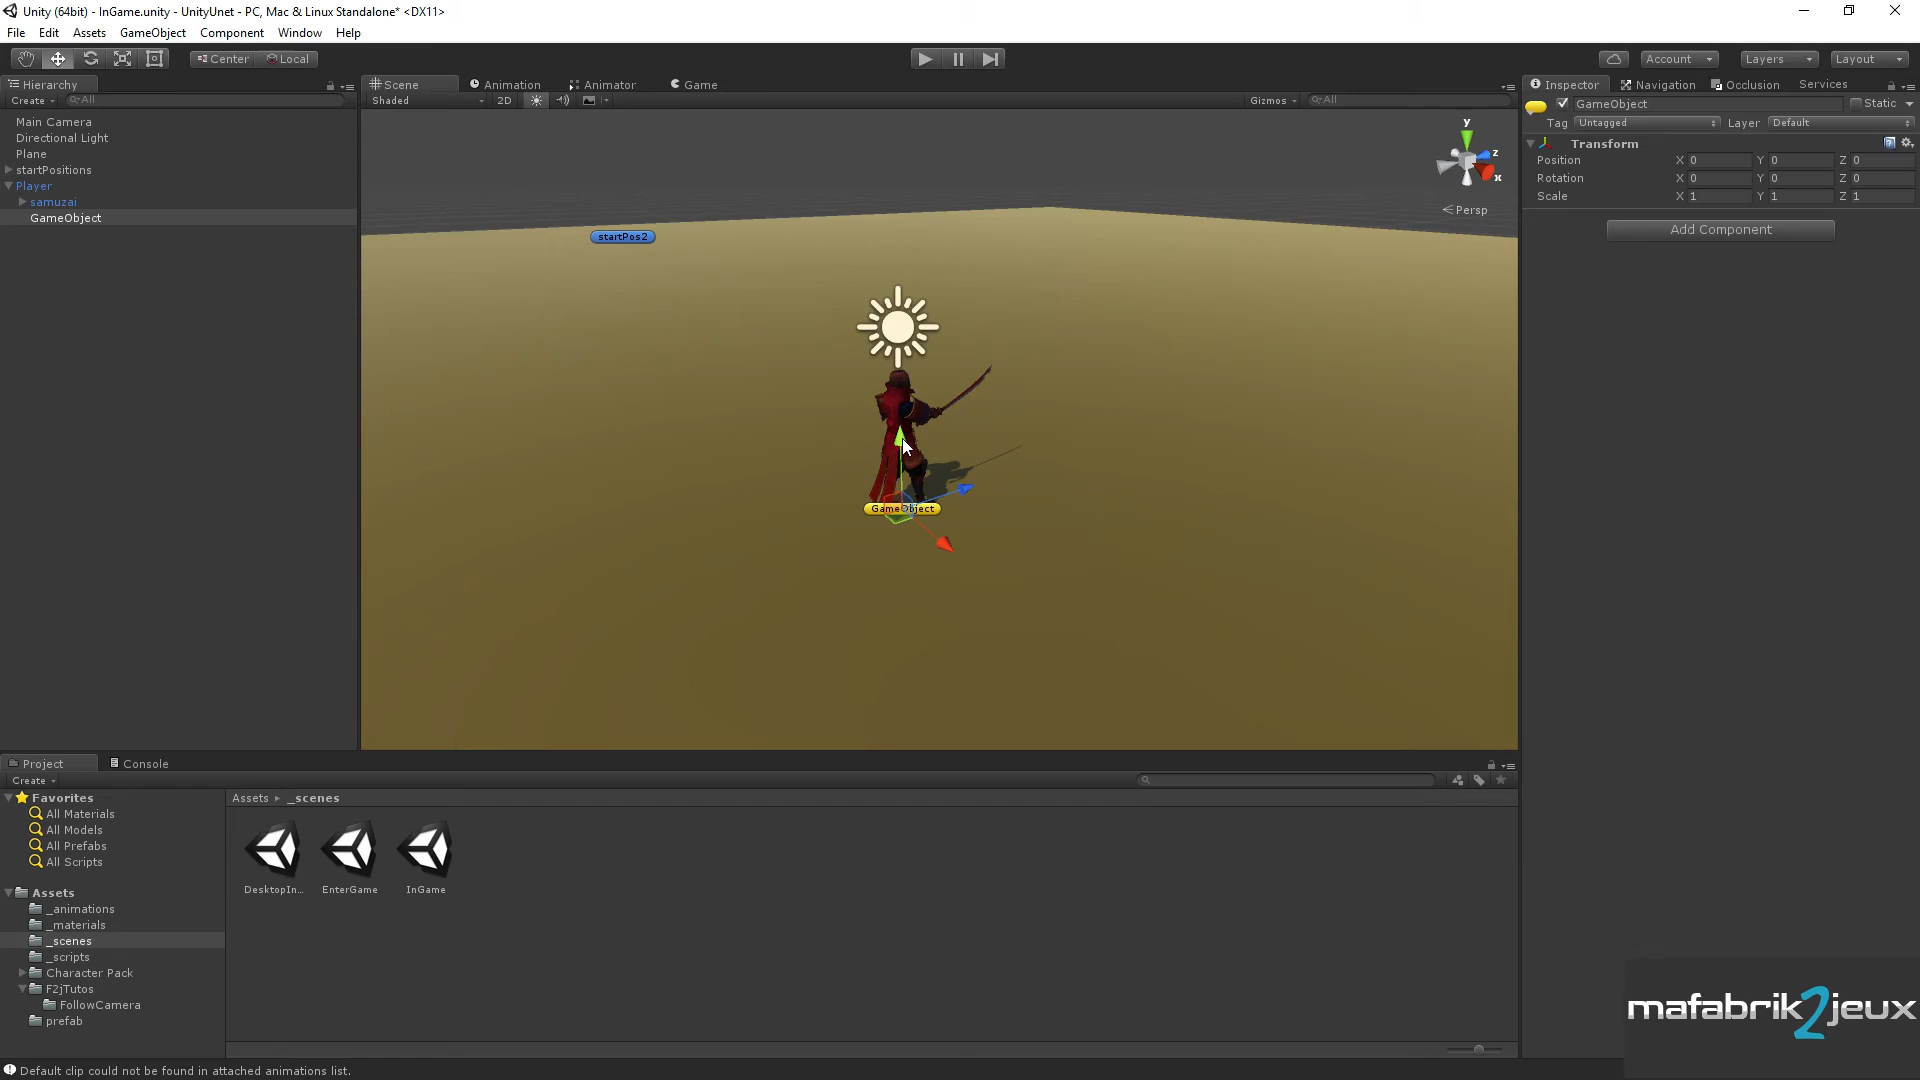 Unity (64bit) - InGame.unity - UnityUnet - PC, Mac & Linux Standalone* <DX11>
File Edit Assets GameObject Component Window Help
Center Local Account Layers Layout
Hierarchy
Create All
Main Camera
Directional Light
Plane
startPositions
Player
samuzai
GameObject
Scene Animation Animator Game
Shaded 2D Gizmos All
y
z
x
Persp
startPos2
GameObject
Inspector Navigation Occlusion Services
GameObject Static
Tag Untagged Layer Default
Transform
Position X 0 Y 0 Z 0
Rotation X 0 Y 0 Z 0
Scale X 1 Y 1 Z 1
Add Component
Project Console
Create
Favorites
All Materials
All Models
All Prefabs
All Scripts
Assets
_animations
_materials
_scenes
_scripts
Character Pack
F2jTutos
FollowCamera
prefab
Assets _scenes
DesktopIn... EnterGame InGame
mafabrik2jeux
Default clip could not be found in attached animations list.